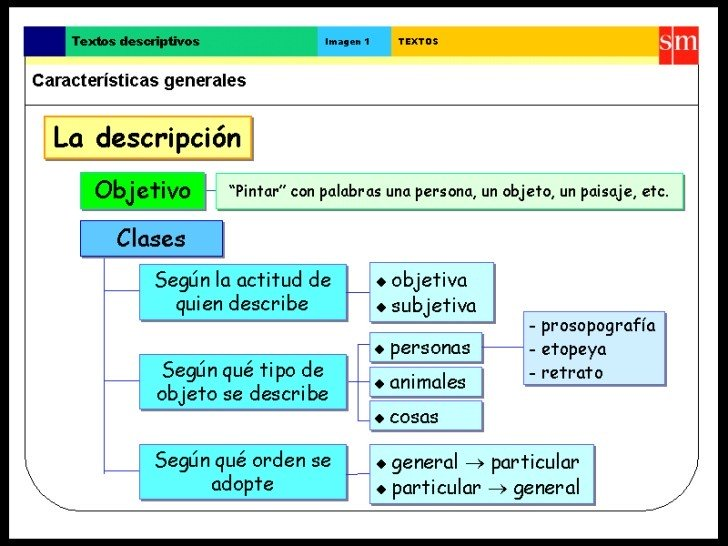 Textos descriptivos Imagen 1 TEXTOS sm
Características generales
La descripción
Objetivo
“Pintar” con palabras una persona, un objeto, un paisaje, etc.
Clases
Según la actitud de
quien describe
◆ objetiva
◆ subjetiva
Según qué tipo de
objeto se describe
◆ personas
◆ animales
◆ cosas
- prosopografía
- etopeya
- retrato
Según qué orden se
adopte
◆ general → particular
◆ particular → general